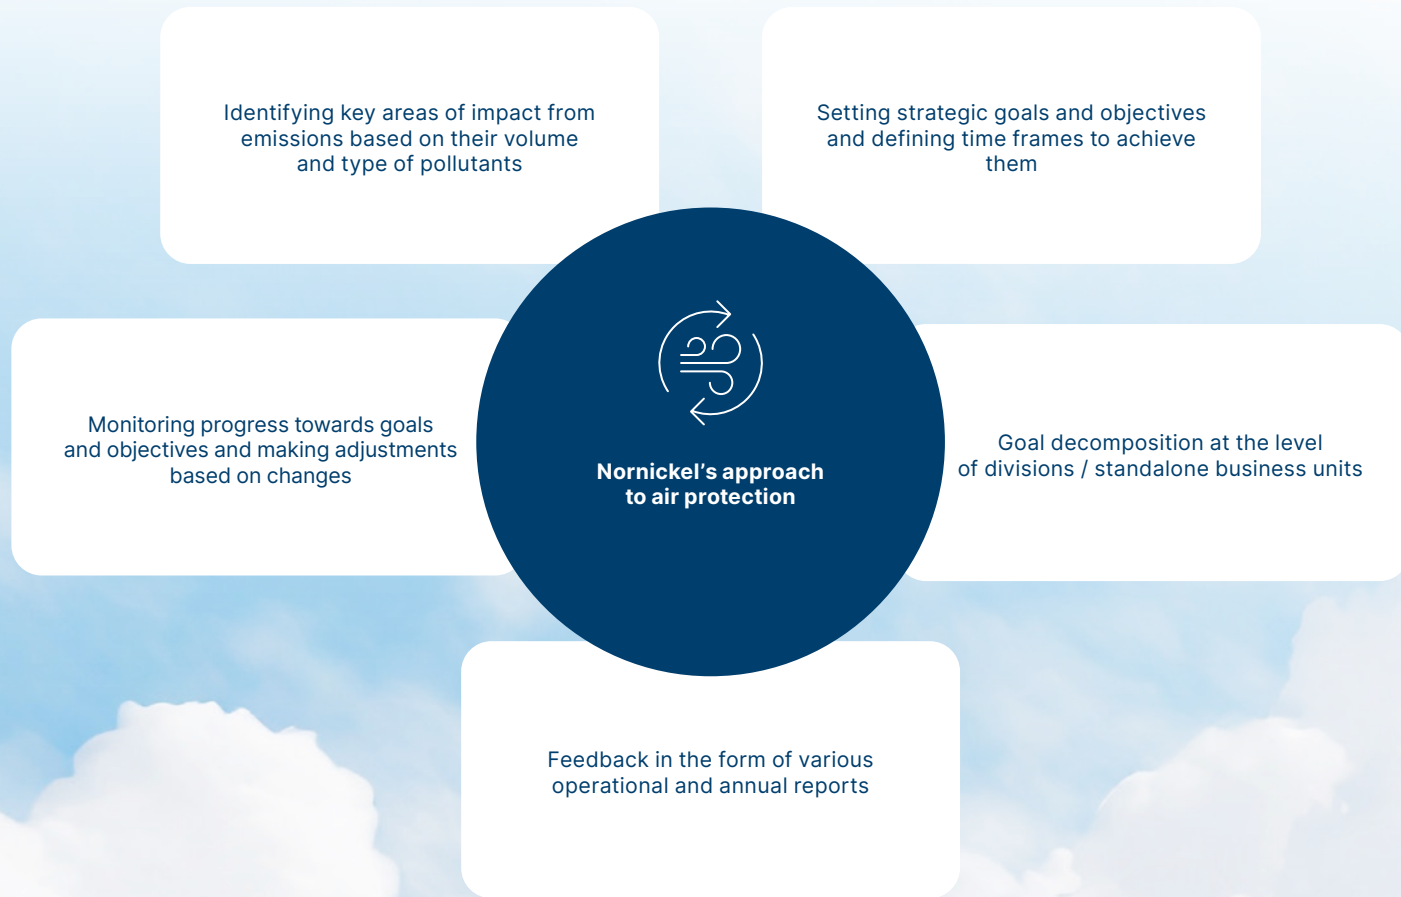 Identifying key areas of impact from
emissions based on their volume
and type of pollutants
Setting strategic goals and objectives
and defining time frames to achieve
them
Monitoring progress towards goals
and objectives and making adjustments
based on changes
Nornickel’s approach
to air protection
Goal decomposition at the level
of divisions / standalone business units
Feedback in the form of various
operational and annual reports